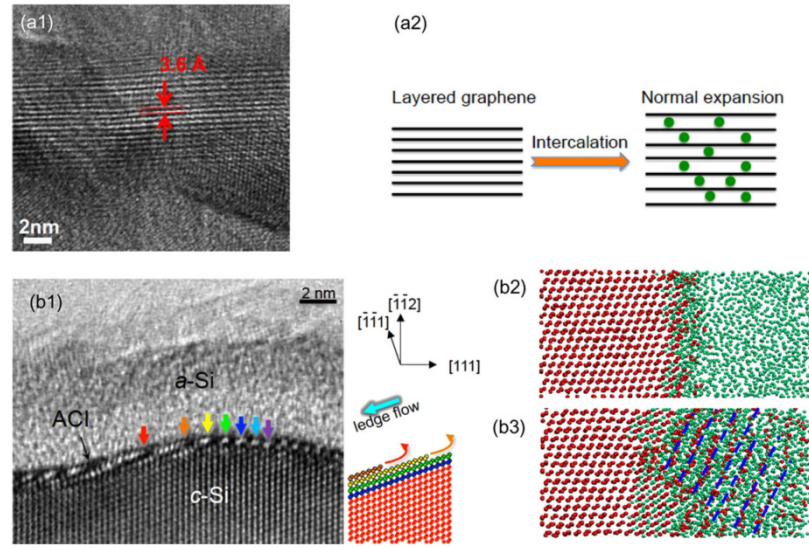 (a1)
3.6 Å
2nm
(a2)
Layered graphene
Normal expansion
Intercalation
(b1)
2 nm
a-Si
ACI
c-Si
[1̄1̄2]
[1̄1̄1]
[111]
ledge flow
(b2)
(b3)